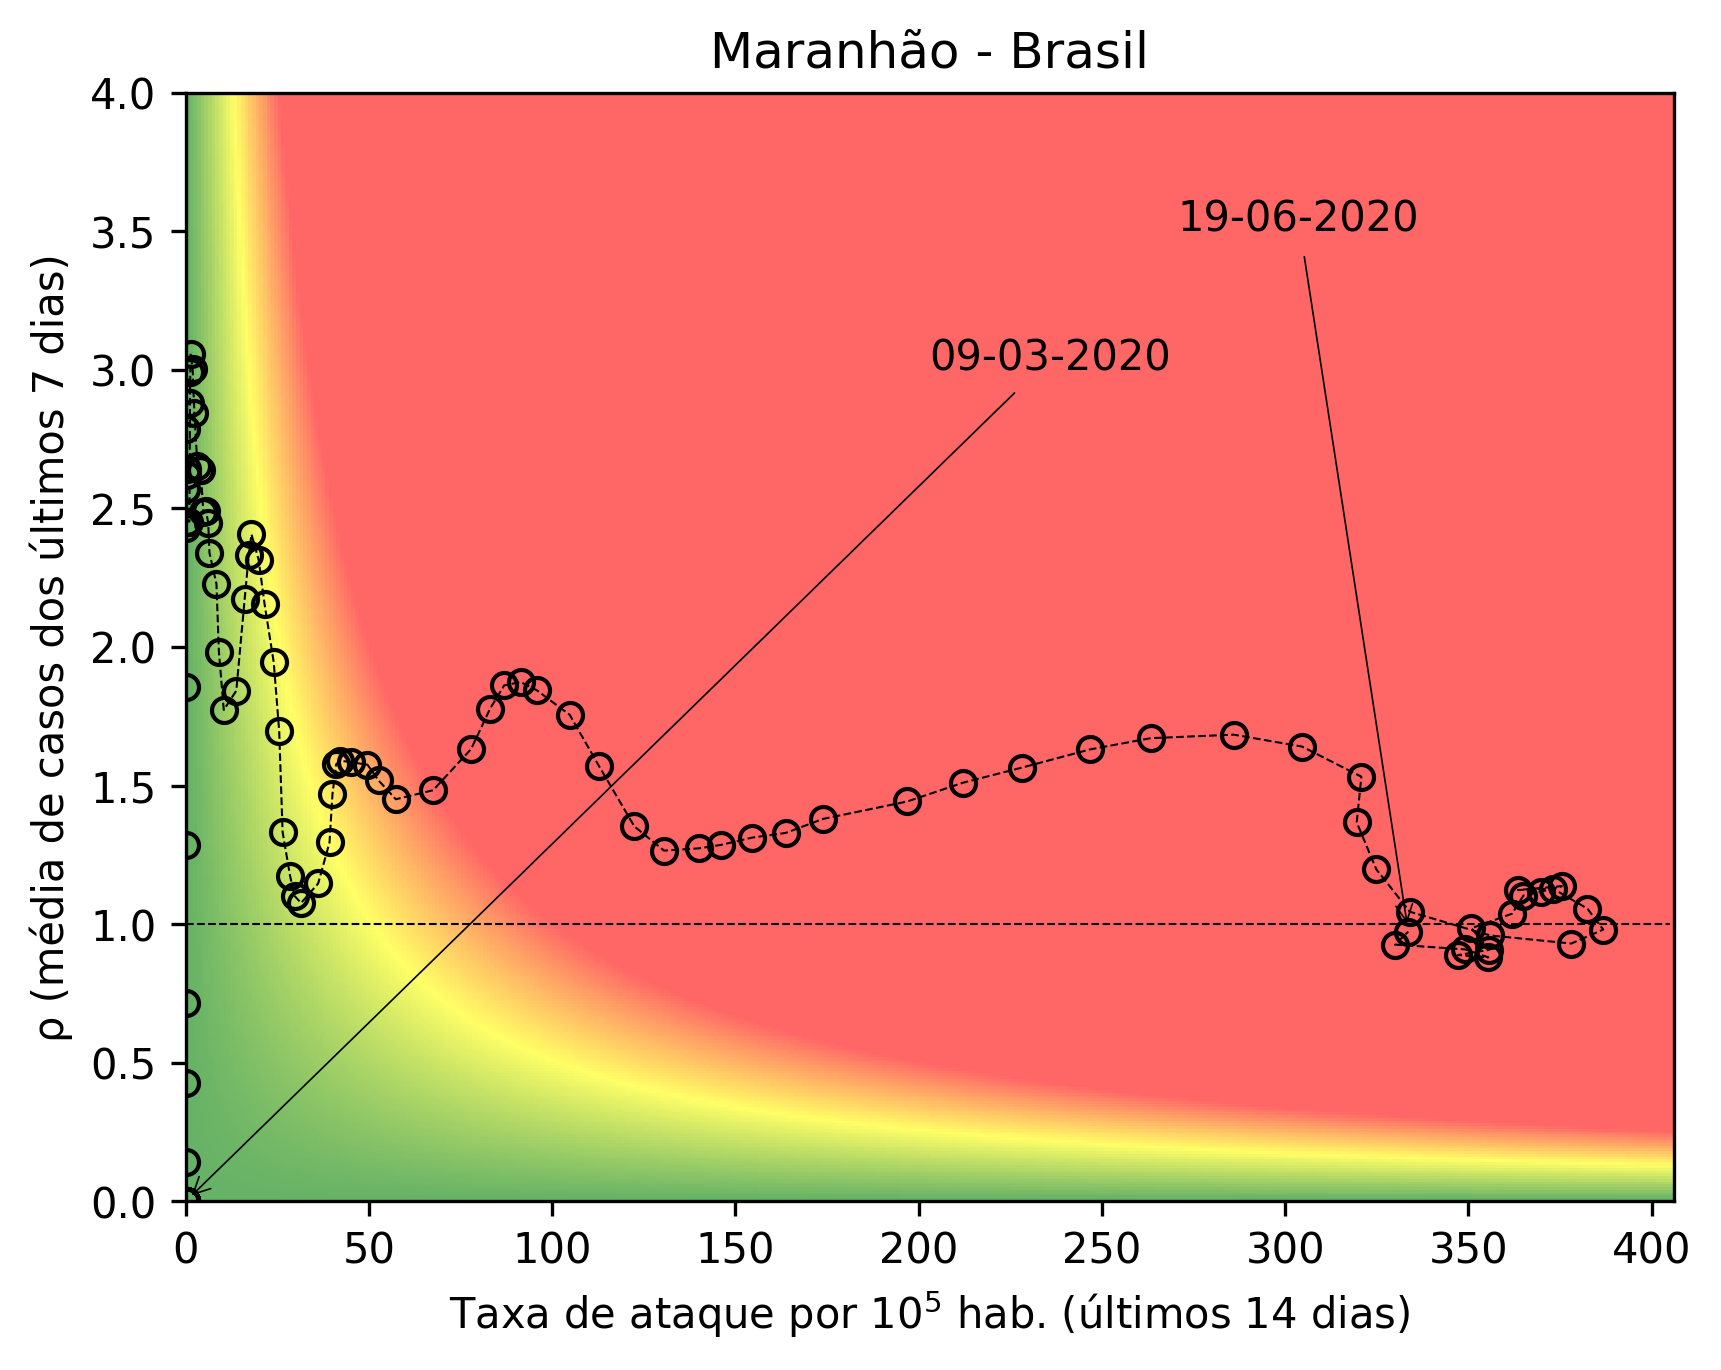 Maranhão - Brasil
4.0
3.5
3.0
2.5
2.0
1.5
1.0
0.5
0.0
ρ (média de casos dos últimos 7 dias)
19-06-2020
09-03-2020
0 50 100 150 200 250 300 350 400
Taxa de ataque por 10⁵ hab. (últimos 14 dias)